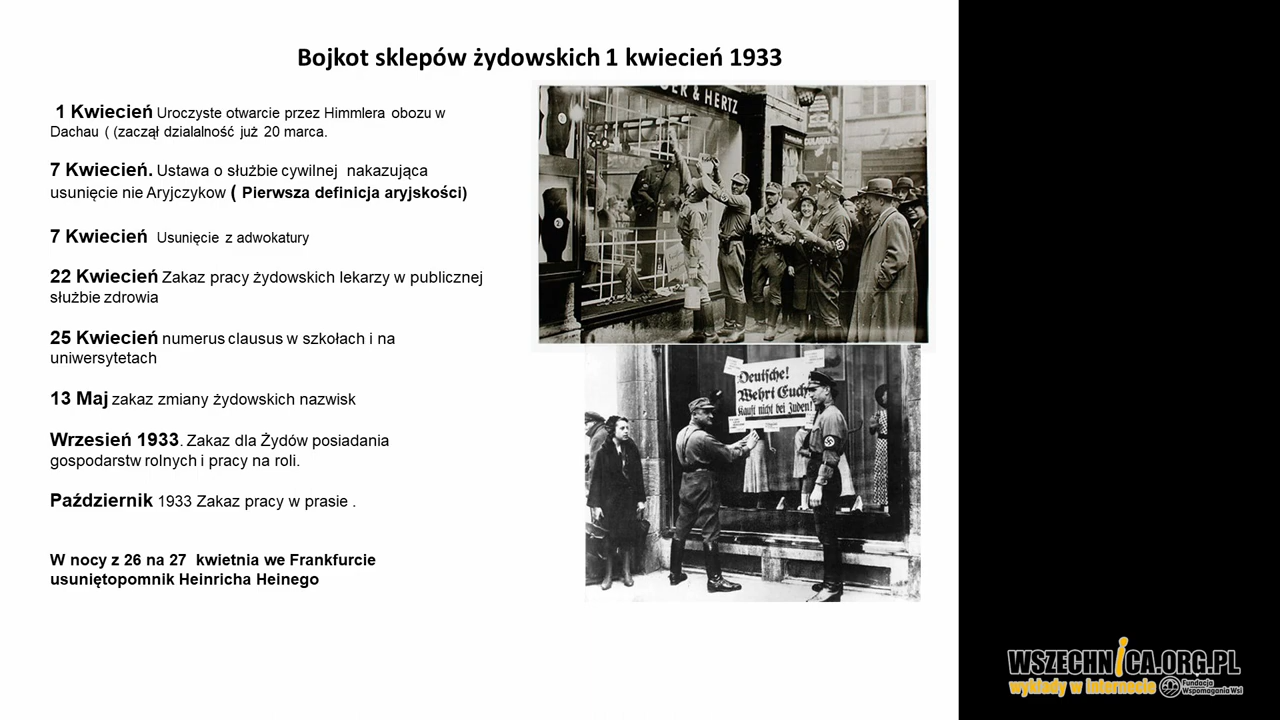 Bojkot sklepów żydowskich 1 kwiecień 1933
1 Kwiecień Uroczyste otwarcie przez Himmlera obozu w
Dachau ( (zaczął dzialalność już 20 marca.
7 Kwiecień. Ustawa o służbie cywilnej nakazująca
usunięcie nie Aryjczykow ( Pierwsza definicja aryjskości)
7 Kwiecień Usunięcie z adwokatury
22 Kwiecień Zakaz pracy żydowskich lekarzy w publicznej
służbie zdrowia
25 Kwiecień numerus clausus w szkołach i na
uniwersytetach
13 Maj zakaz zmiany żydowskich nazwisk
Wrzesień 1933. Zakaz dla Żydów posiadania
gospodarstw rolnych i pracy na roli.
Październik 1933 Zakaz pracy w prasie .
W nocy z 26 na 27 kwietnia we Frankfurcie
usuniętopomnik Heinricha Heinego
& HERTZ
Deutsche!
Wehrt Euch
Kauft nicht bei Juden!
WSZECHNICA.ORG.PL
wykłady w internecie
Fundacja
Wspomagania Wsi